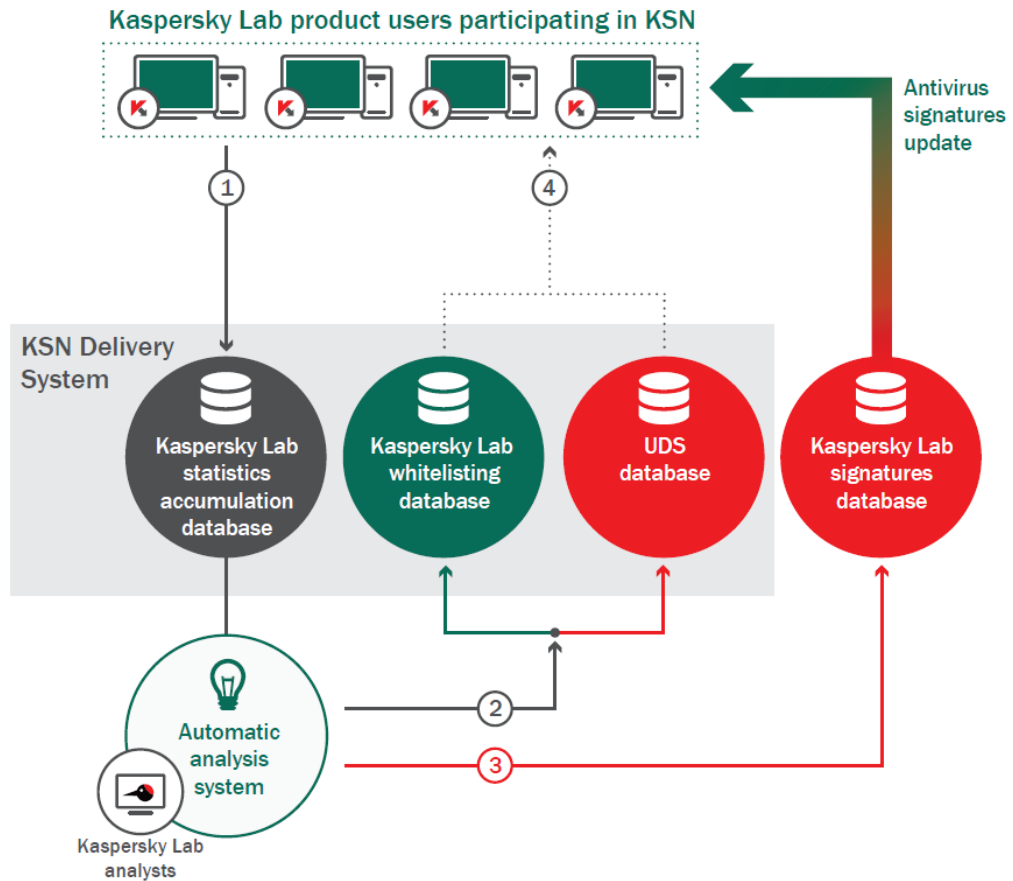 Kaspersky Lab product users participating in KSN
Antivirus
signatures
update
1
4
KSN Delivery
System
Kaspersky Lab
statistics
accumulation
database
Kaspersky Lab
whitelisting
database
UDS
database
Kaspersky Lab
signatures
database
2
3
Automatic
analysis
system
Kaspersky Lab
analysts